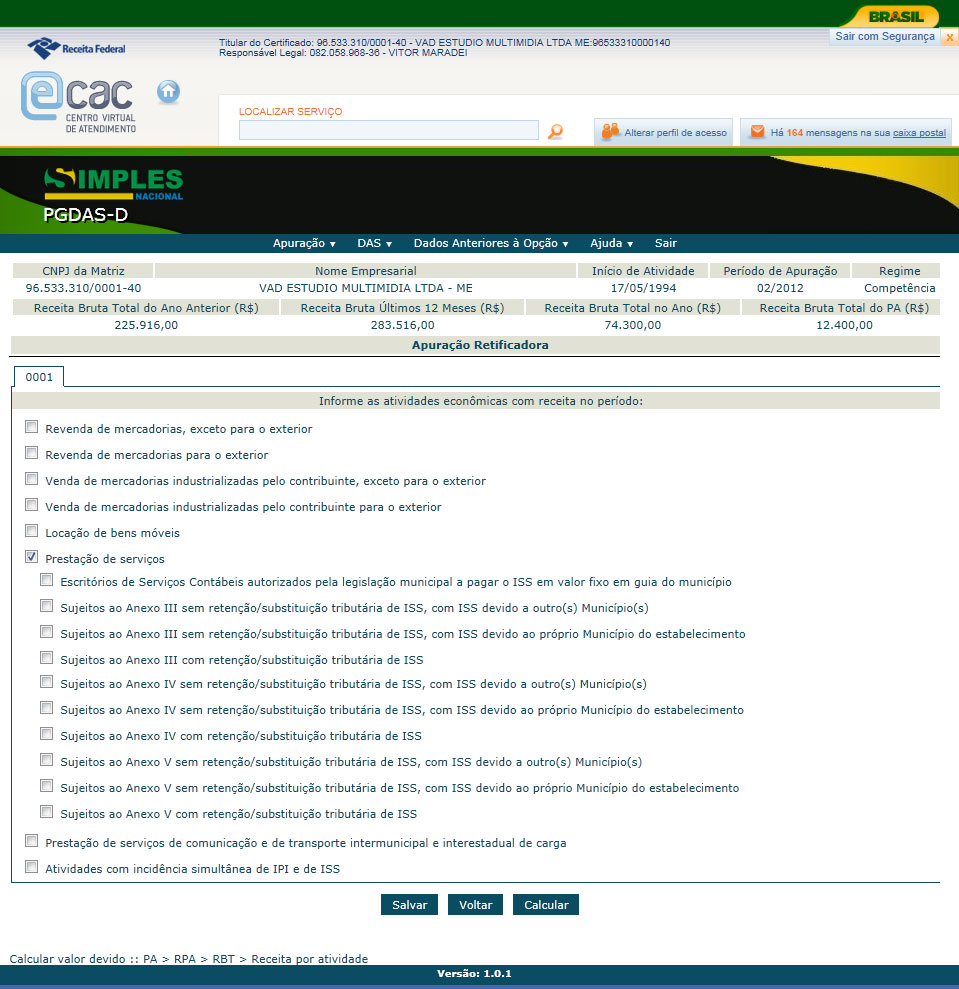 BRASIL
Sair com Segurança x
Receita Federal
Titular do Certificado: 96.533.310/0001-40 - VAD ESTUDIO MULTIMIDIA LTDA ME:96533310000140
Responsável Legal: 082.058.968-36 - VITOR MARADEI
@cac
CENTRO VIRTUAL
DE ATENDIMENTO
LOCALIZAR SERVIÇO
Alterar perfil de acesso
Há 164 mensagens na sua caixa postal
SIMPLES
NACIONAL
PGDAS-D
Apuração ▼ DAS ▼ Dados Anteriores à Opção ▼ Ajuda ▼ Sair
CNPJ da Matriz Nome Empresarial Início de Atividade Período de Apuração Regime
96.533.310/0001-40 VAD ESTUDIO MULTIMIDIA LTDA - ME 17/05/1994 02/2012 Competência
Receita Bruta Total do Ano Anterior (R$) Receita Bruta Últimos 12 Meses (R$) Receita Bruta Total no Ano (R$) Receita Bruta Total do PA (R$)
225.916,00 283.516,00 74.300,00 12.400,00
Apuração Retificadora
0001
Informe as atividades econômicas com receita no período:
Revenda de mercadorias, exceto para o exterior
Revenda de mercadorias para o exterior
Venda de mercadorias industrializadas pelo contribuinte, exceto para o exterior
Venda de mercadorias industrializadas pelo contribuinte para o exterior
Locação de bens móveis
Prestação de serviços
Escritórios de Serviços Contábeis autorizados pela legislação municipal a pagar o ISS em valor fixo em guia do município
Sujeitos ao Anexo III sem retenção/substituição tributária de ISS, com ISS devido a outro(s) Município(s)
Sujeitos ao Anexo III sem retenção/substituição tributária de ISS, com ISS devido ao próprio Município do estabelecimento
Sujeitos ao Anexo III com retenção/substituição tributária de ISS
Sujeitos ao Anexo IV sem retenção/substituição tributária de ISS, com ISS devido a outro(s) Município(s)
Sujeitos ao Anexo IV sem retenção/substituição tributária de ISS, com ISS devido ao próprio Município do estabelecimento
Sujeitos ao Anexo IV com retenção/substituição tributária de ISS
Sujeitos ao Anexo V sem retenção/substituição tributária de ISS, com ISS devido a outro(s) Município(s)
Sujeitos ao Anexo V sem retenção/substituição tributária de ISS, com ISS devido ao próprio Município do estabelecimento
Sujeitos ao Anexo V com retenção/substituição tributária de ISS
Prestação de serviços de comunicação e de transporte intermunicipal e interestadual de carga
Atividades com incidência simultânea de IPI e de ISS
Salvar Voltar Calcular
Calcular valor devido :: PA > RPA > RBT > Receita por atividade
Versão: 1.0.1